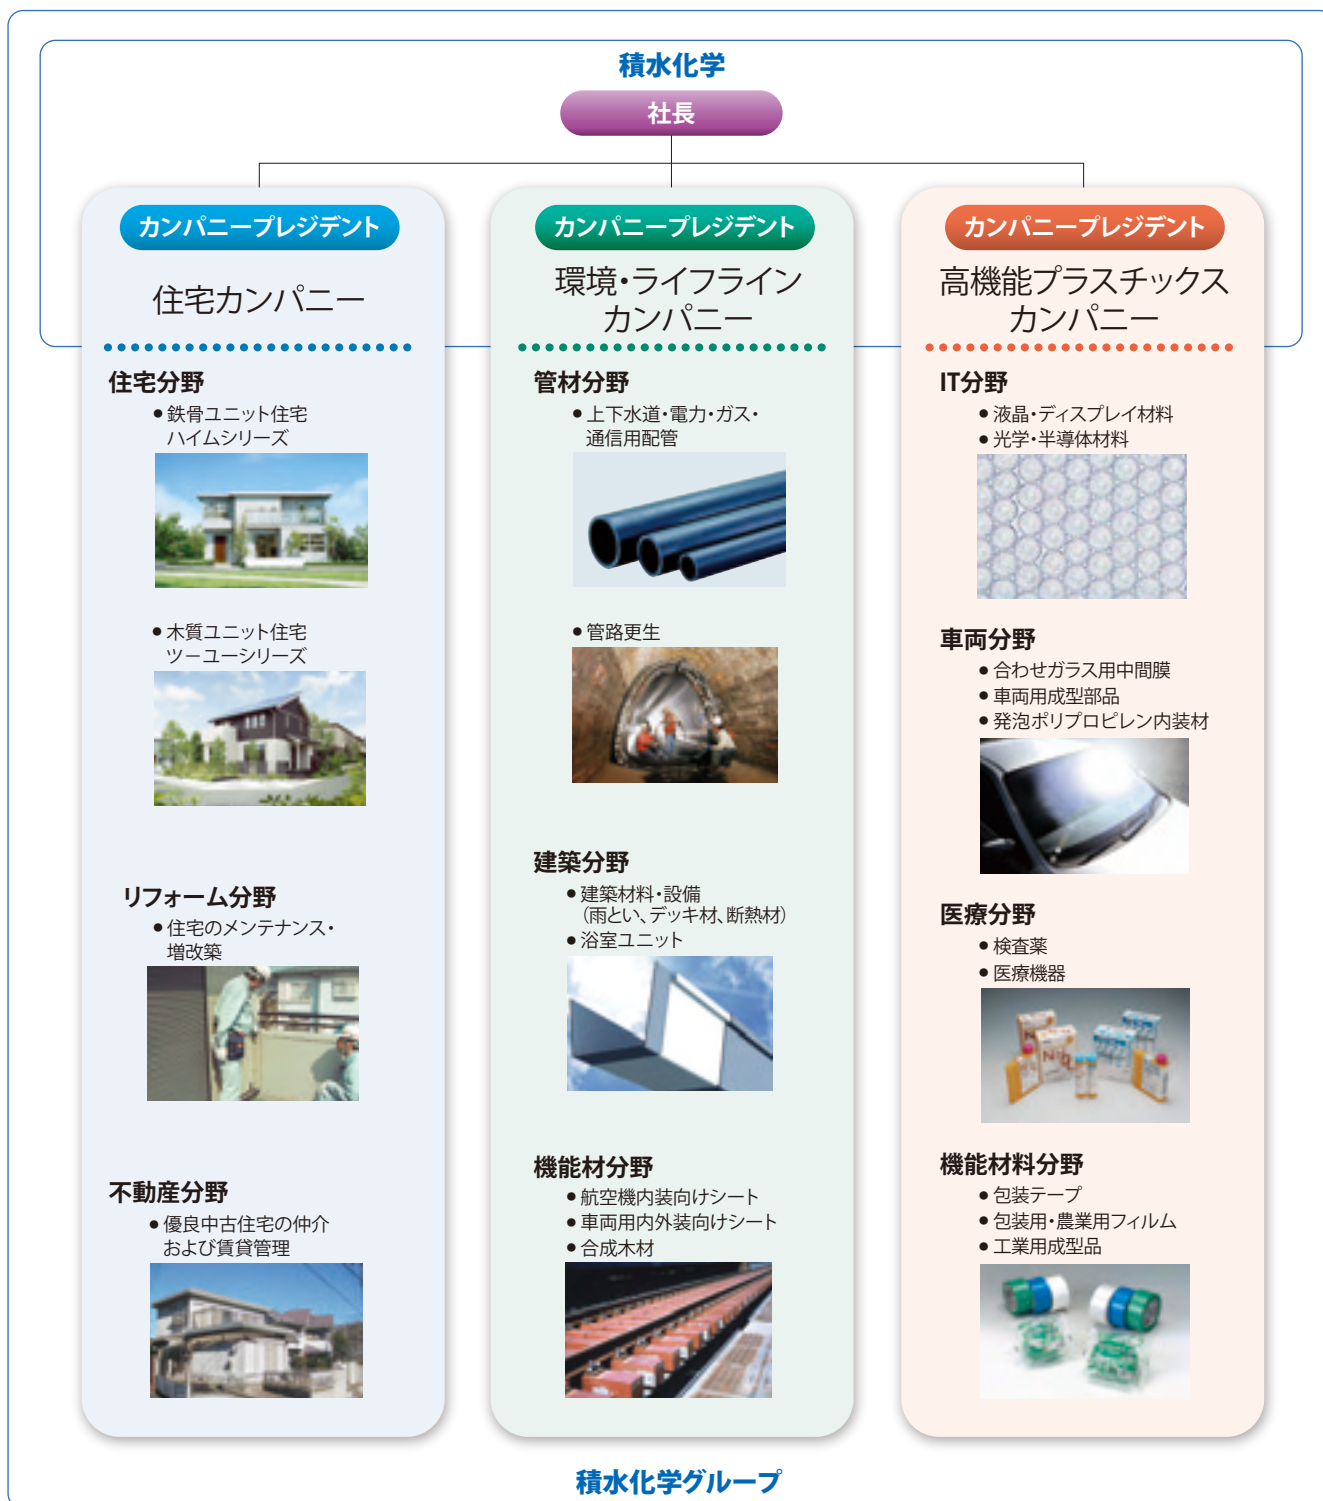 積水化学
社長
カンパニープレジデント
住宅カンパニー
住宅分野
●鉄骨ユニット住宅
ハイムシリーズ
●木質ユニット住宅
ツーユーシリーズ
リフォーム分野
●住宅のメンテナンス・
増改築
不動産分野
●優良中古住宅の仲介
および賃貸管理
カンパニープレジデント
環境・ライフライン
カンパニー
管材分野
●上下水道・電力・ガス・
通信用配管
●管路更生
建築分野
●建築材料・設備
（雨とい、デッキ材、断熱材）
●浴室ユニット
機能材分野
●航空機内装向けシート
●車両用内外装向けシート
●合成木材
カンパニープレジデント
高機能プラスチックス
カンパニー
IT分野
●液晶・ディスプレイ材料
●光学・半導体材料
車両分野
●合わせガラス用中間膜
●車両用成型部品
●発泡ポリプロピレン内装材
医療分野
●検査薬
●医療機器
機能材料分野
●包装テープ
●包装用・農業用フィルム
●工業用成型品
積水化学グループ